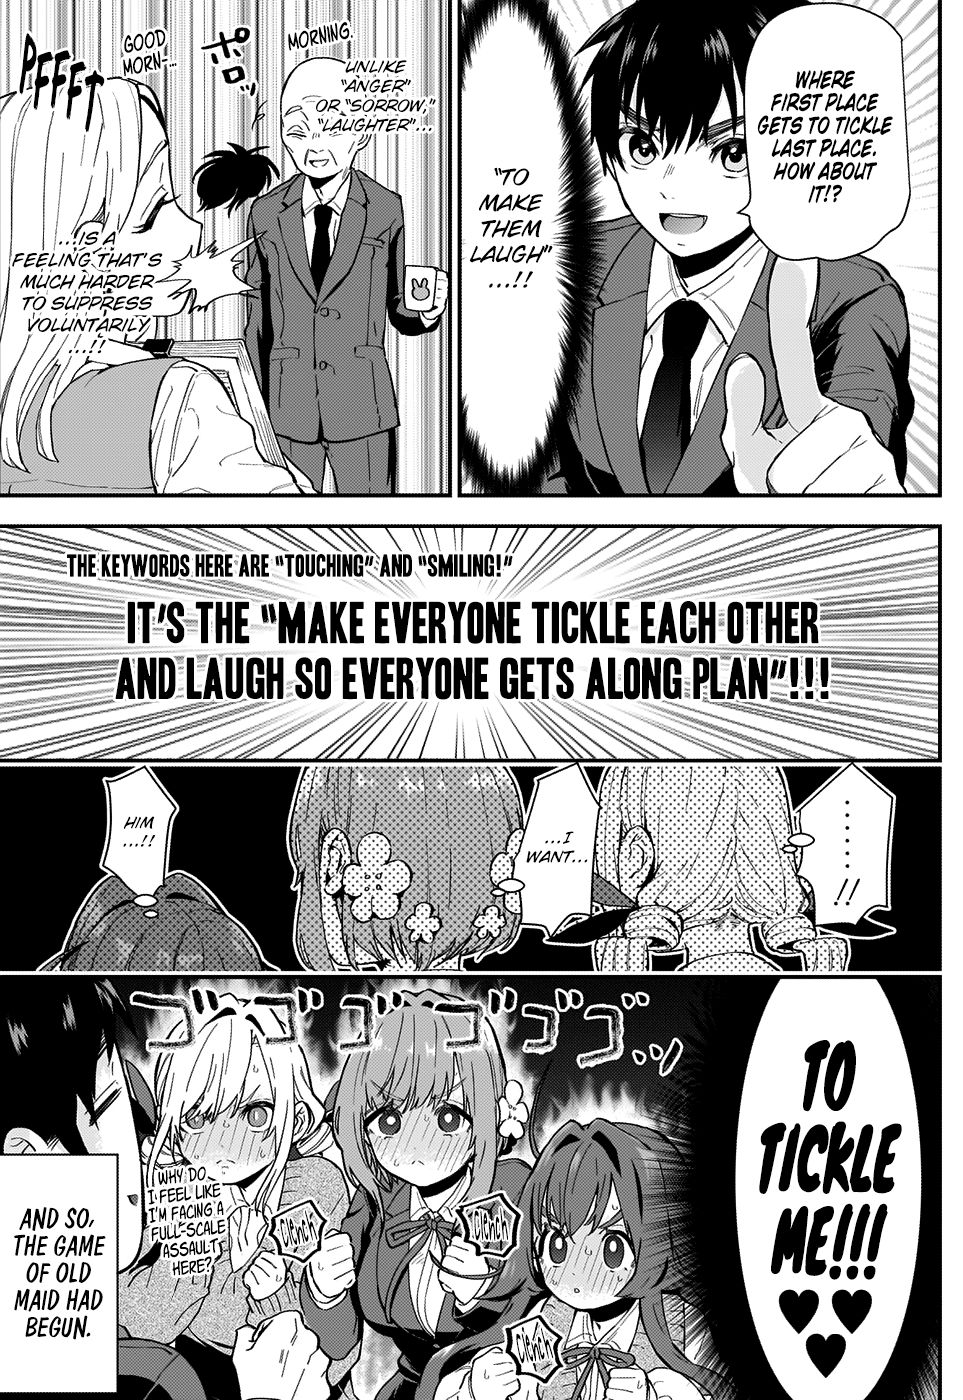 WHERE
FIRST PLACE
GETS TO TICKLE
LAST PLACE.
HOW ABOUT
IT!?
"TO
MAKE
THEM
LAUGH"
...!!
MORNING.
UNLIKE
"ANGER"
OR "SORROW,"
"LAUGHTER"...
ポロッ
GOOD
MORN-...
PFFFT
...IS A
FEELING THAT'S
MUCH HARDER
TO SUPPRESS
VOLUNTARILY
...!!
THE KEYWORDS HERE ARE "TOUCHING" AND "SMILING!"
IT'S THE "MAKE EVERYONE TICKLE EACH OTHER
AND LAUGH SO EVERYONE GETS ALONG PLAN"!!!
......!!
...I
WANT...
HIM
...!!
TO
TICKLE
ME!!!
♥♥
♥
ゴゴゴゴゴゴッ
clench
clench
clench
WHY DO
I FEEL LIKE
I'M FACING A
FULL-SCALE
ASSAULT
HERE?
AND SO,
THE GAME
OF OLD
MAID HAD
BEGUN.